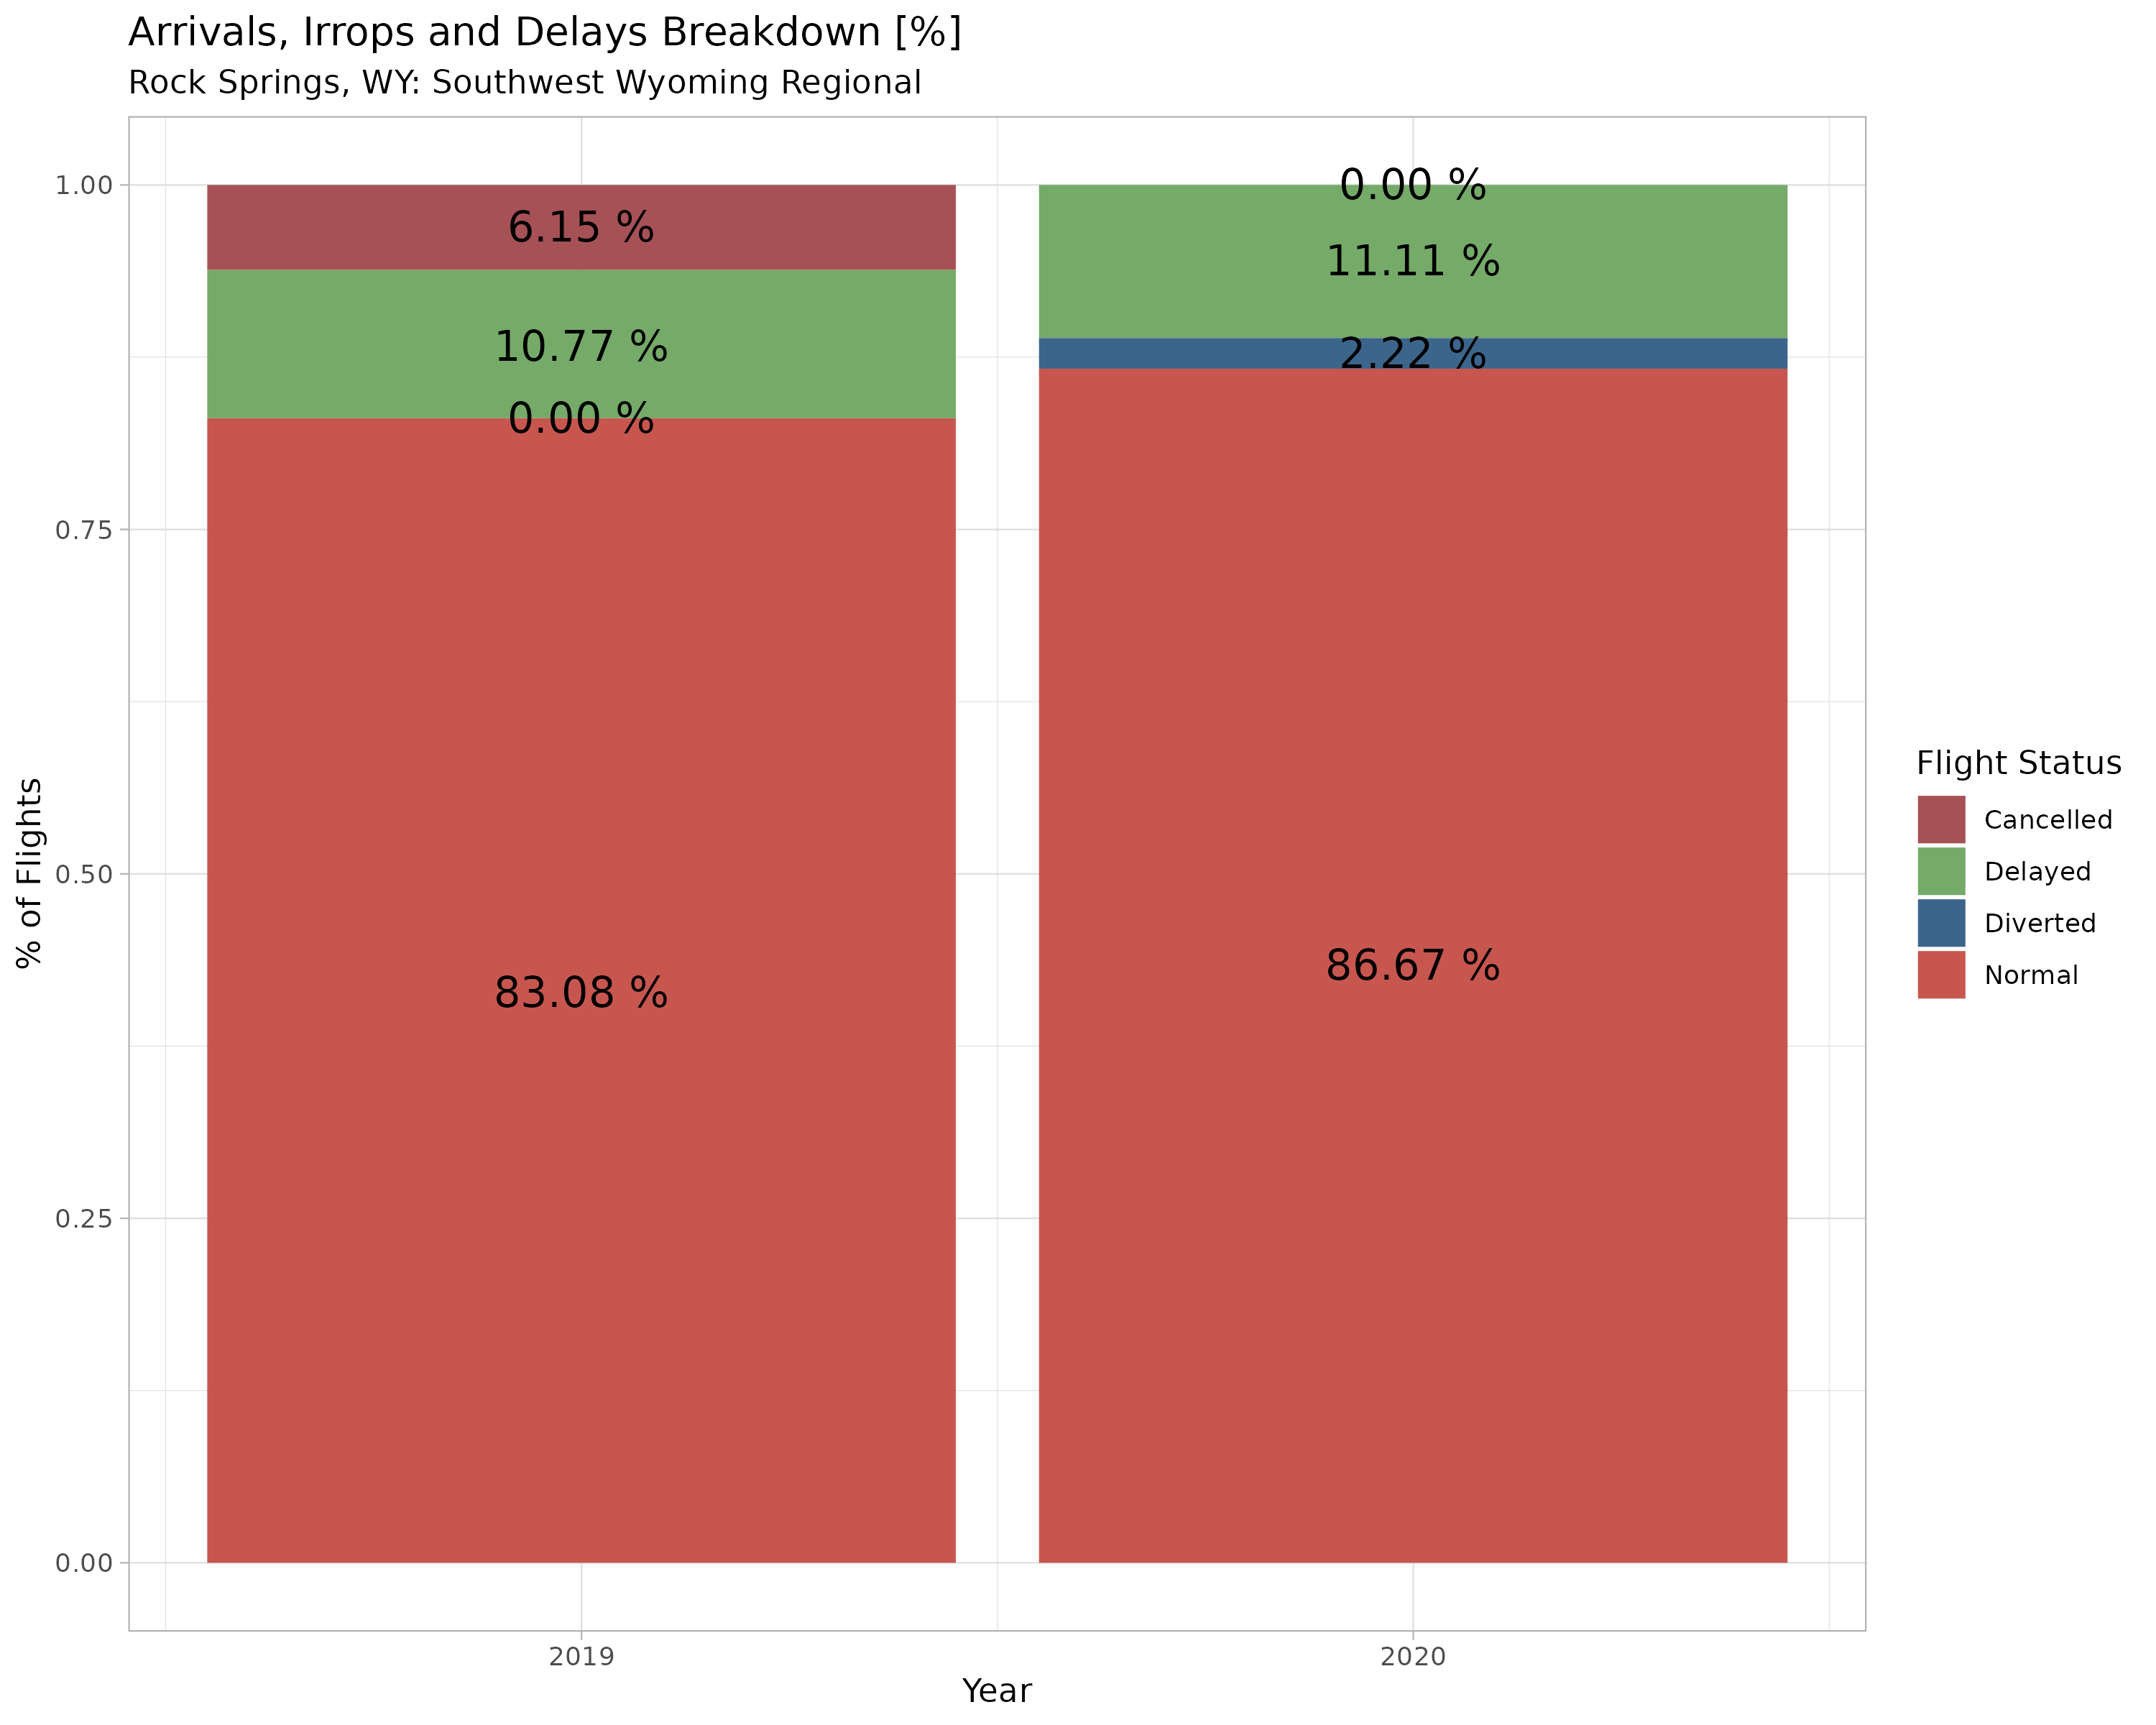 Arrivals, Irrops and Delays Breakdown [%]
Rock Springs, WY: Southwest Wyoming Regional
% of Flights
1.00
0.75
0.50
0.25
0.00
6.15 %
10.77 %
0.00 %
83.08 %
0.00 %
11.11 %
2.22 %
86.67 %
2019
2020
Year
Flight Status
Cancelled
Delayed
Diverted
Normal